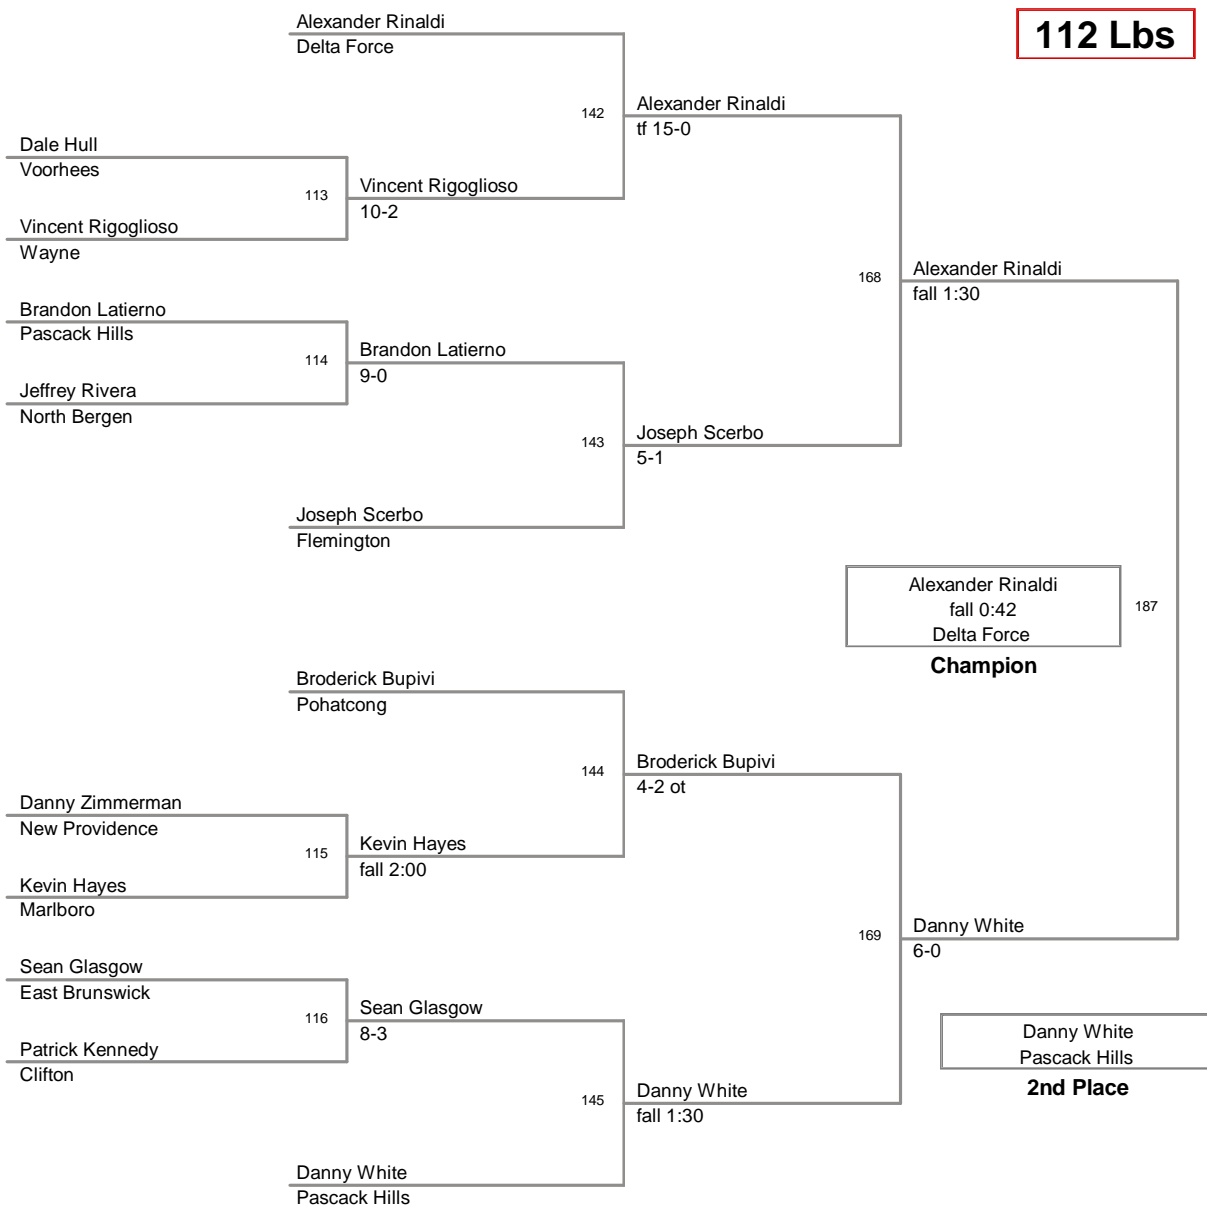 Alexander Rinaldi
Delta Force
112 Lbs
142
Alexander Rinaldi
tf 15-0
Dale Hull
Voorhees
113
Vincent Rigoglioso
10-2
Vincent Rigoglioso
Wayne
168
Alexander Rinaldi
fall 1:30
Brandon Latierno
Pascack Hills
114
Brandon Latierno
9-0
Jeffrey Rivera
North Bergen
143
Joseph Scerbo
5-1
Joseph Scerbo
Flemington
Alexander Rinaldi
fall 0:42
Delta Force
187
Champion
Broderick Bupivi
Pohatcong
144
Broderick Bupivi
4-2 ot
Danny Zimmerman
New Providence
115
Kevin Hayes
fall 2:00
Kevin Hayes
Marlboro
169
Danny White
6-0
Sean Glasgow
East Brunswick
116
Sean Glasgow
8-3
Patrick Kennedy
Clifton
Danny White
Pascack Hills
2nd Place
145
Danny White
fall 1:30
Danny White
Pascack Hills